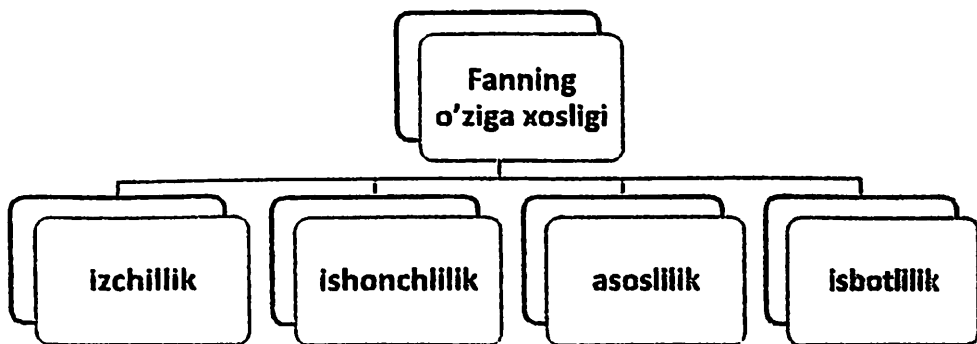 Fanning
o'ziga xosligi
izchillik
ishonchlilik
asoslilik
isbotlilik